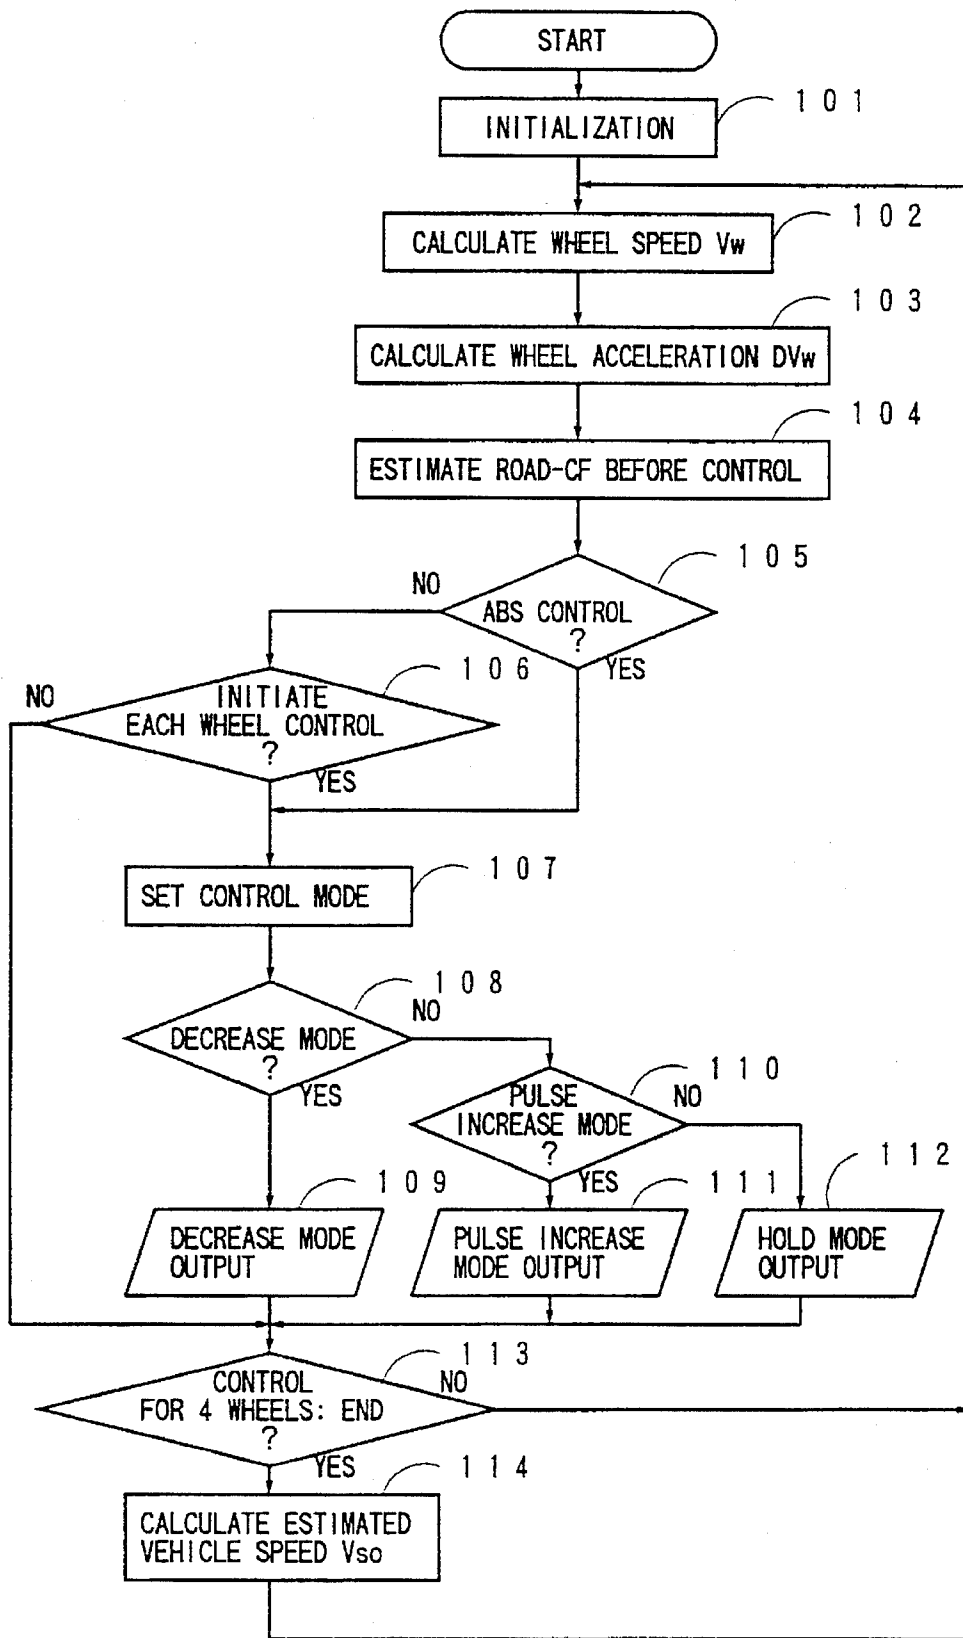 START
101
INITIALIZATION
102
CALCULATE WHEEL SPEED Vw
103
CALCULATE WHEEL ACCELERATION DVw
104
ESTIMATE ROAD-CF BEFORE CONTROL
105
NO
ABS CONTROL
?
YES
106
NO
INITIATE
EACH WHEEL CONTROL
?
YES
107
SET CONTROL MODE
108
NO
DECREASE MODE
?
YES
110
PULSE
INCREASE MODE
?
NO
YES
109
DECREASE MODE
OUTPUT
111
PULSE INCREASE
MODE OUTPUT
112
HOLD MODE
OUTPUT
113
CONTROL
FOR 4 WHEELS: END
?
NO
YES
114
CALCULATE ESTIMATED
VEHICLE SPEED Vso